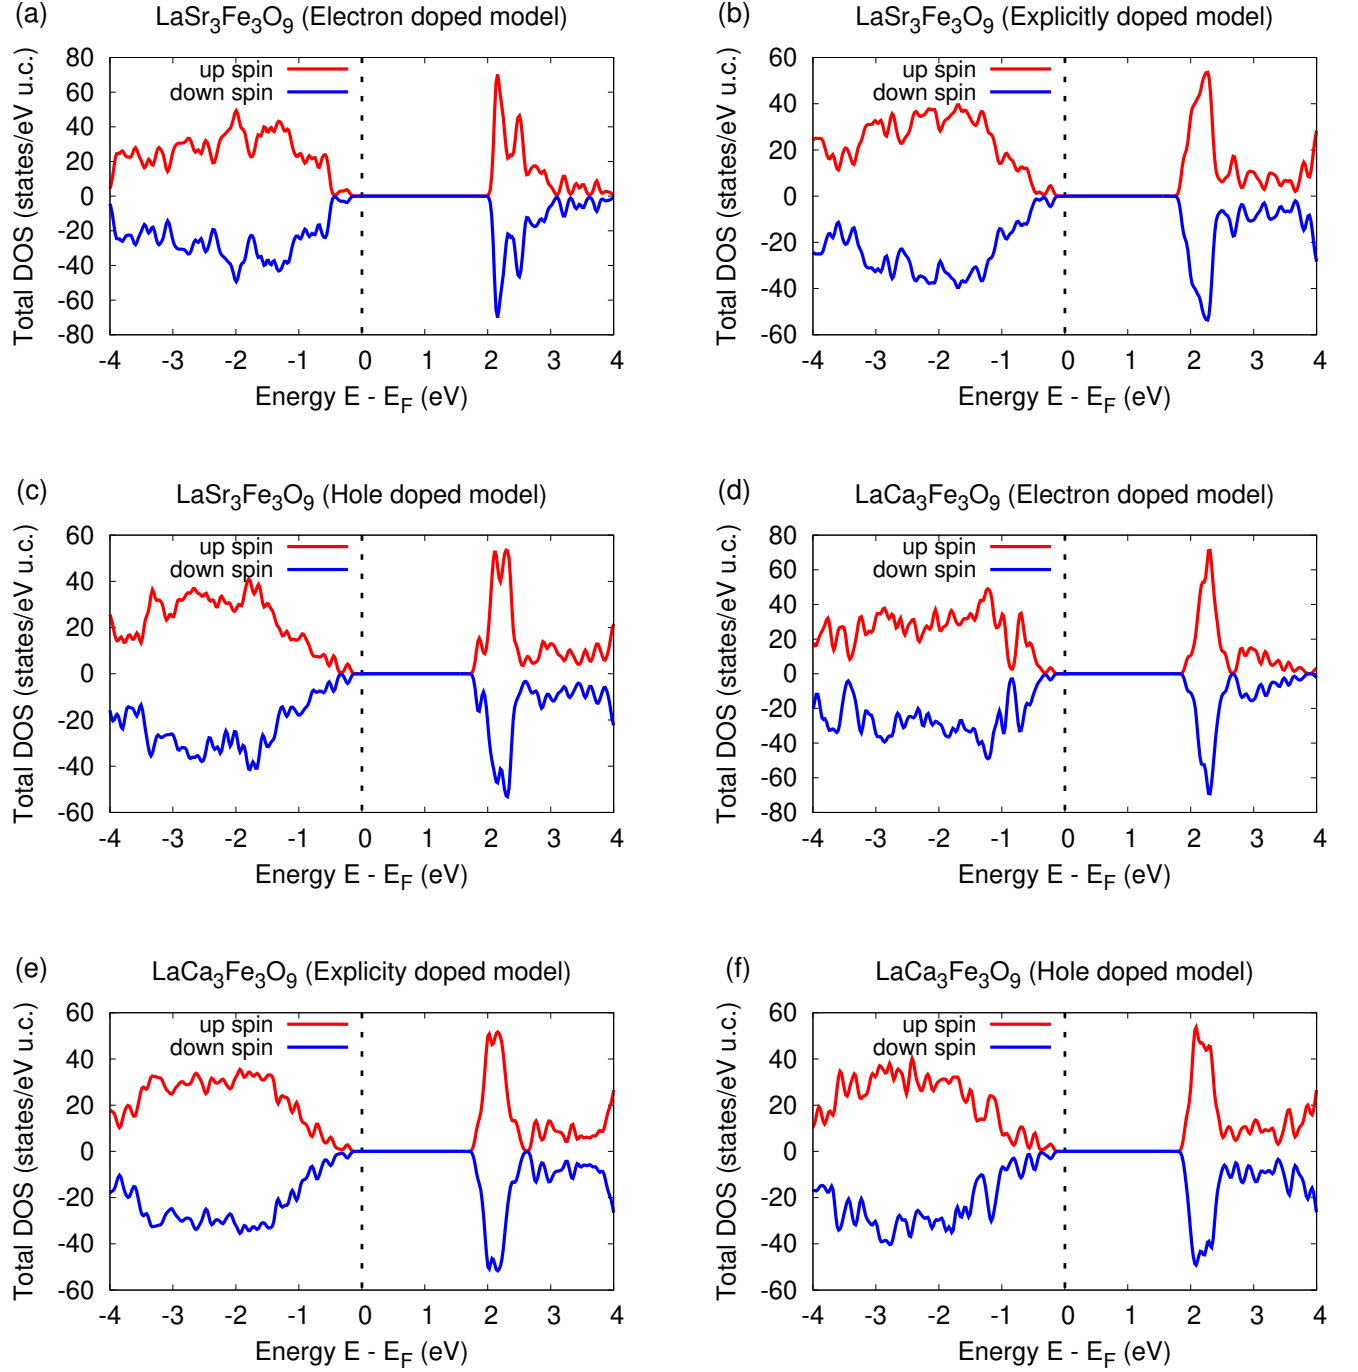 (a) LaSr3Fe3O9 (Electron doped model)
up spin
down spin
Total DOS (states/eV u.c.)
80
60
40
20
0
-20
-40
-60
-80
-4 -3 -2 -1 0 1 2 3 4
Energy E - EF (eV)
(b) LaSr3Fe3O9 (Explicitly doped model)
up spin
down spin
Total DOS (states/eV u.c.)
60
40
20
0
-20
-40
-60
-4 -3 -2 -1 0 1 2 3 4
Energy E - EF (eV)
(c) LaSr3Fe3O9 (Hole doped model)
up spin
down spin
Total DOS (states/eV u.c.)
60
40
20
0
-20
-40
-60
-4 -3 -2 -1 0 1 2 3 4
Energy E - EF (eV)
(d) LaCa3Fe3O9 (Electron doped model)
up spin
down spin
Total DOS (states/eV u.c.)
80
60
40
20
0
-20
-40
-60
-80
-4 -3 -2 -1 0 1 2 3 4
Energy E - EF (eV)
(e) LaCa3Fe3O9 (Explicity doped model)
up spin
down spin
Total DOS (states/eV u.c.)
60
40
20
0
-20
-40
-60
-4 -3 -2 -1 0 1 2 3 4
Energy E - EF (eV)
(f) LaCa3Fe3O9 (Hole doped model)
up spin
down spin
Total DOS (states/eV u.c.)
60
40
20
0
-20
-40
-60
-4 -3 -2 -1 0 1 2 3 4
Energy E - EF (eV)